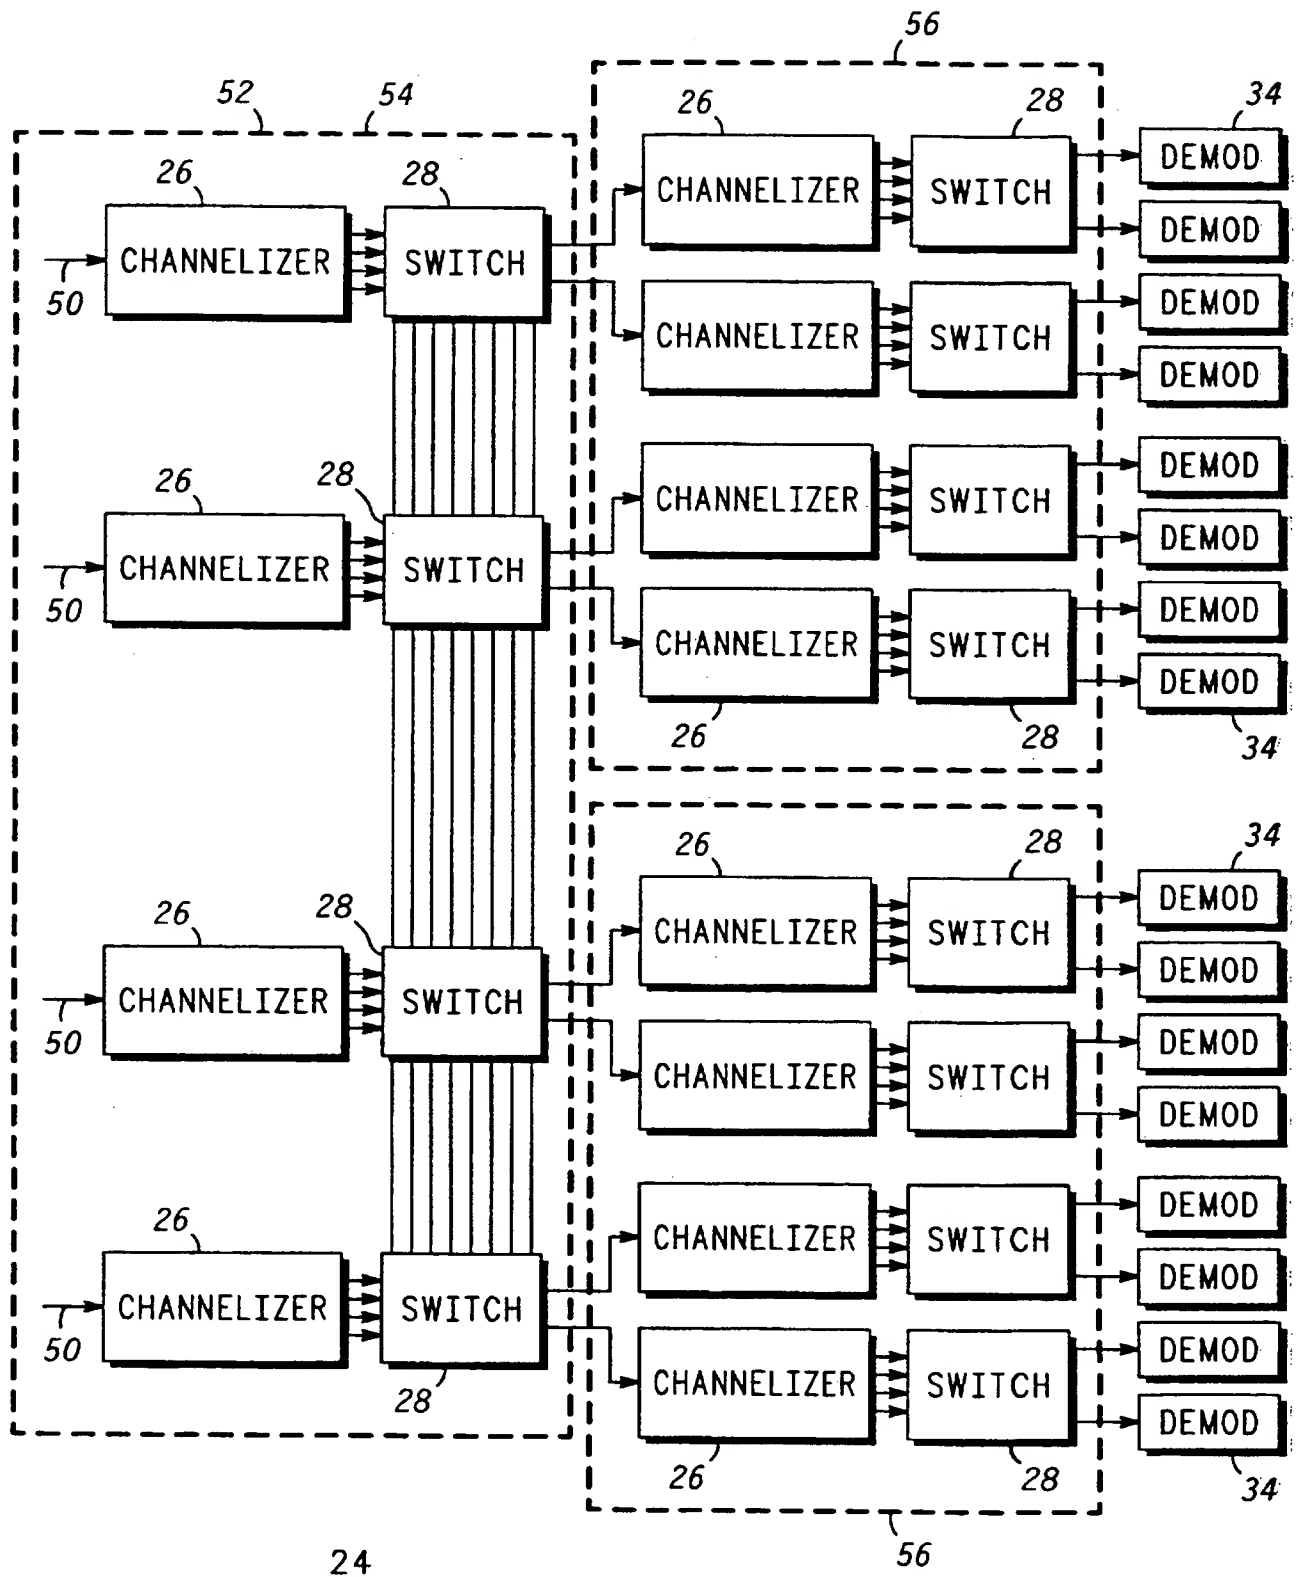 56
52 54
26 28 34
CHANNELIZER SWITCH DEMOD
DEMOD
26 28
CHANNELIZER SWITCH
50
CHANNELIZER SWITCH DEMOD
DEMOD
26 28
CHANNELIZER SWITCH
50
CHANNELIZER SWITCH DEMOD
DEMOD
CHANNELIZER SWITCH DEMOD
DEMOD
26 28 34
26 28 34
CHANNELIZER SWITCH DEMOD
DEMOD
26 28
CHANNELIZER SWITCH
50
CHANNELIZER SWITCH DEMOD
DEMOD
26
CHANNELIZER SWITCH DEMOD
DEMOD
CHANNELIZER SWITCH
50
28
CHANNELIZER SWITCH DEMOD
DEMOD
26 28 34
56
24